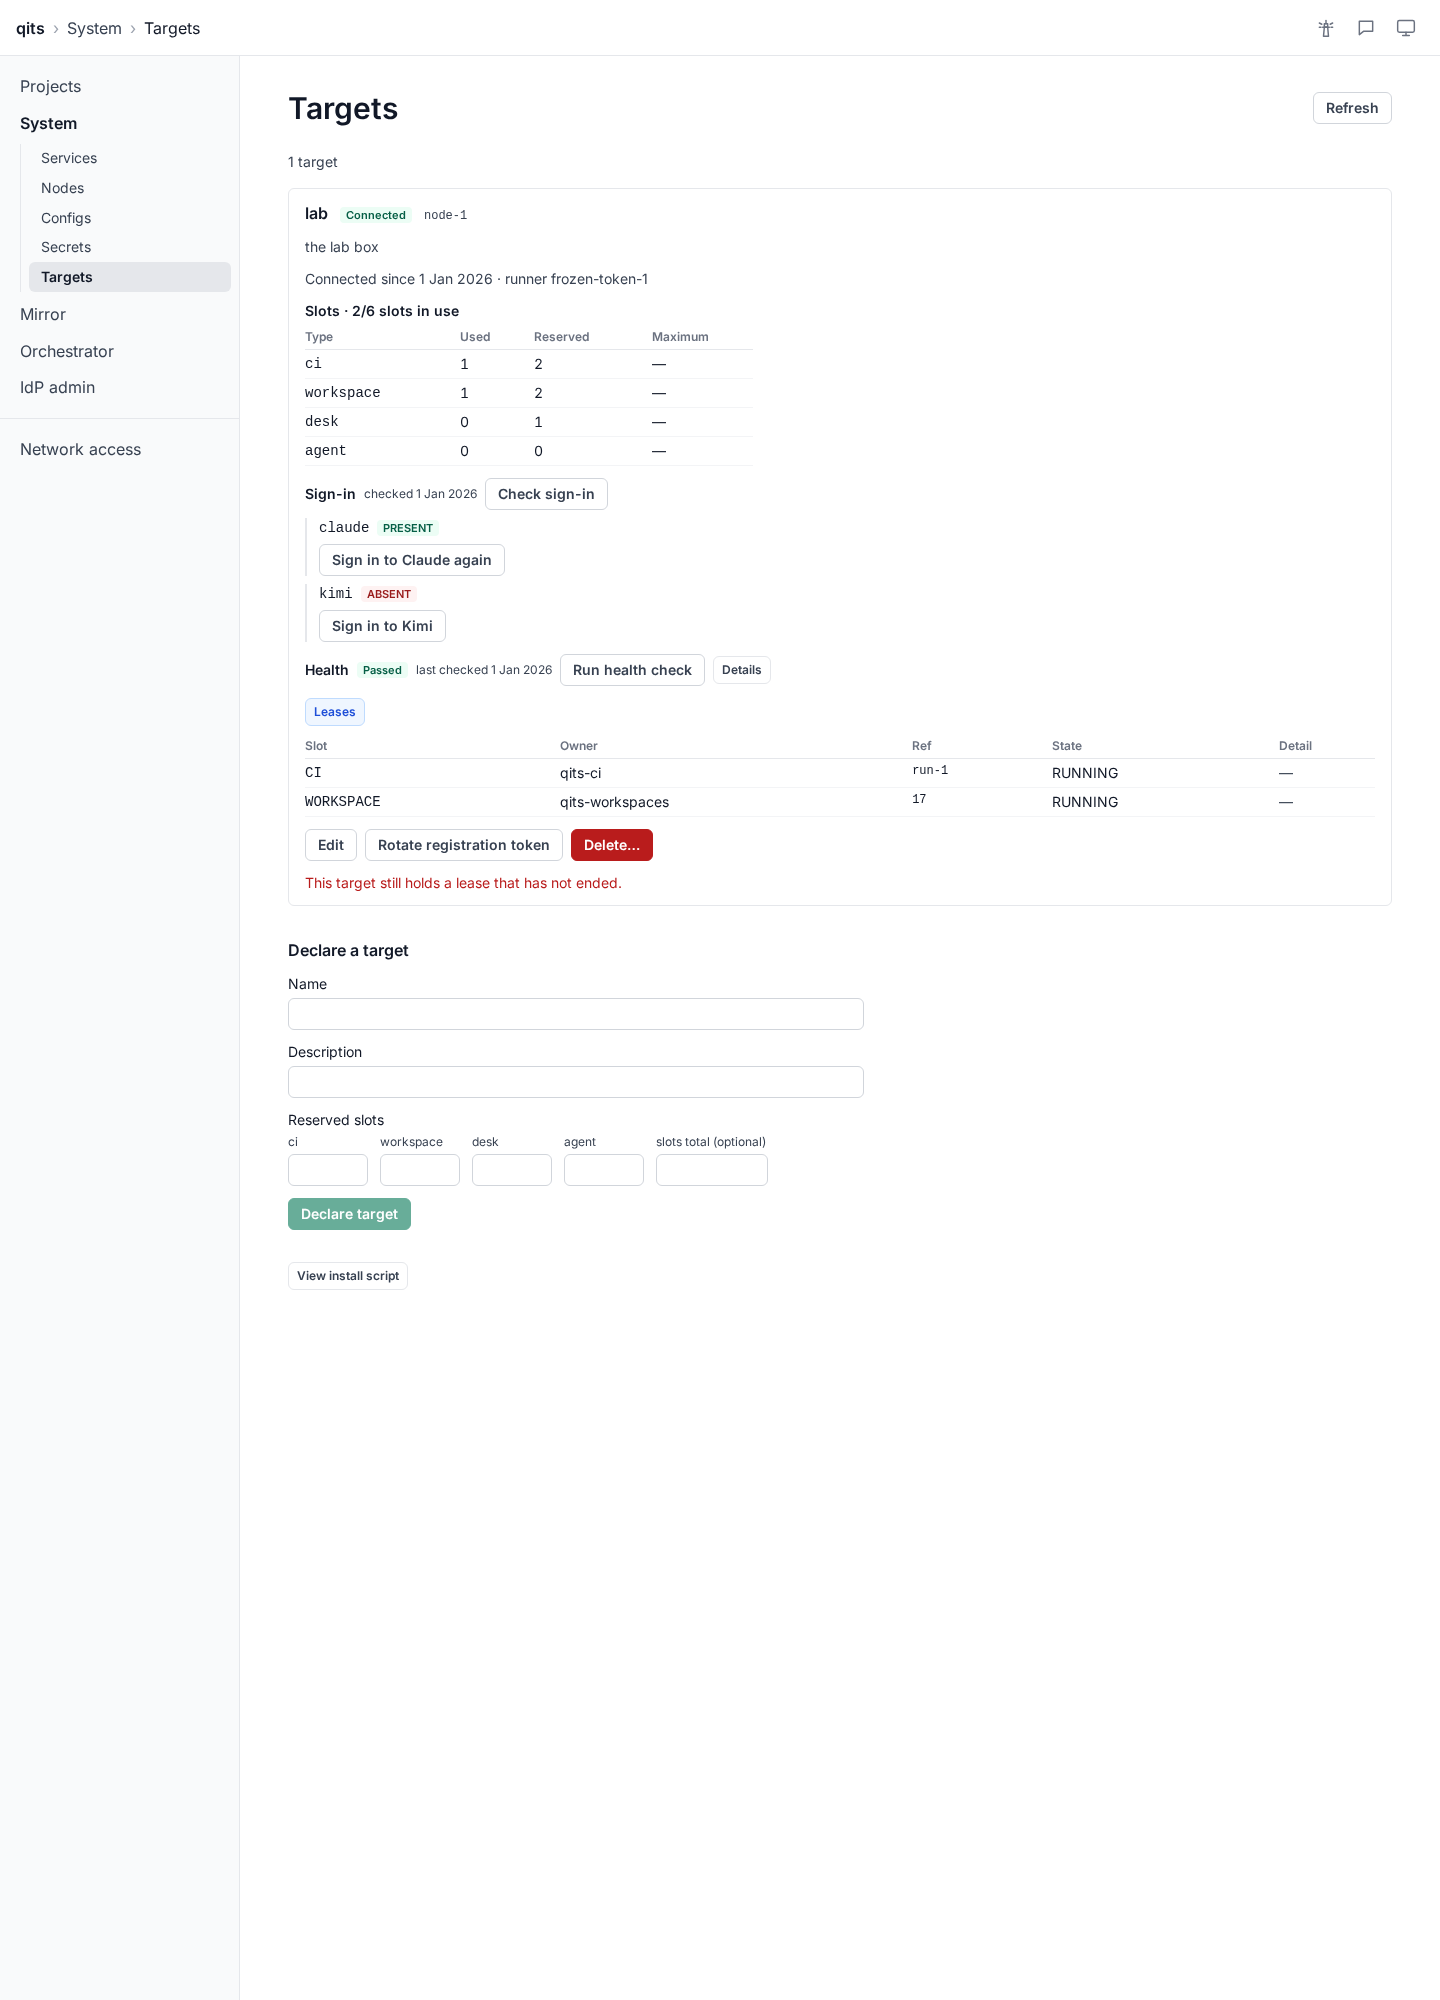 qits › System › Targets
Projects
System
Services
Nodes
Configs
Secrets
Targets
Mirror
Orchestrator
IdP admin
Network access
Targets
Refresh
1 target
lab Connected node-1
the lab box
Connected since 1 Jan 2026 · runner frozen-token-1
Slots · 2/6 slots in use
Type Used Reserved Maximum
ci 1 2 —
workspace 1 2 —
desk 0 1 —
agent 0 0 —
Sign-in checked 1 Jan 2026 Check sign-in
claude PRESENT
Sign in to Claude again
kimi ABSENT
Sign in to Kimi
Health Passed last checked 1 Jan 2026 Run health check Details
Leases
Slot Owner Ref State Detail
CI qits-ci run-1 RUNNING —
WORKSPACE qits-workspaces 17 RUNNING —
Edit Rotate registration token Delete…
This target still holds a lease that has not ended.
Declare a target
Name
Description
Reserved slots
ci workspace desk agent slots total (optional)
Declare target
View install script